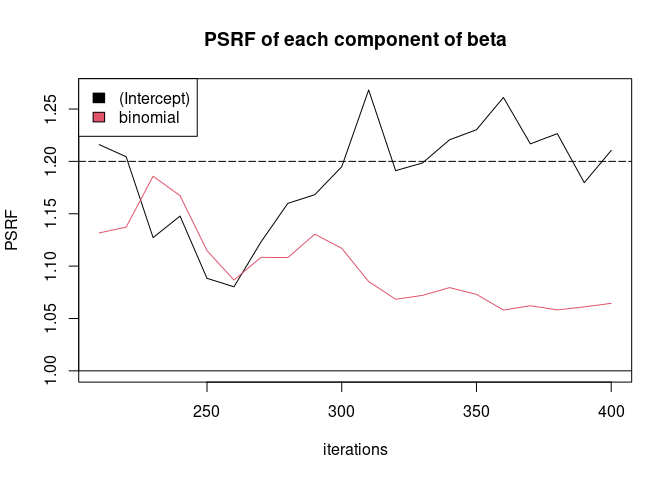 PSRF of each component of beta
(Intercept)
binomial
PSRF
1.25
1.20
1.15
1.10
1.05
1.00
250 300 350 400
iterations